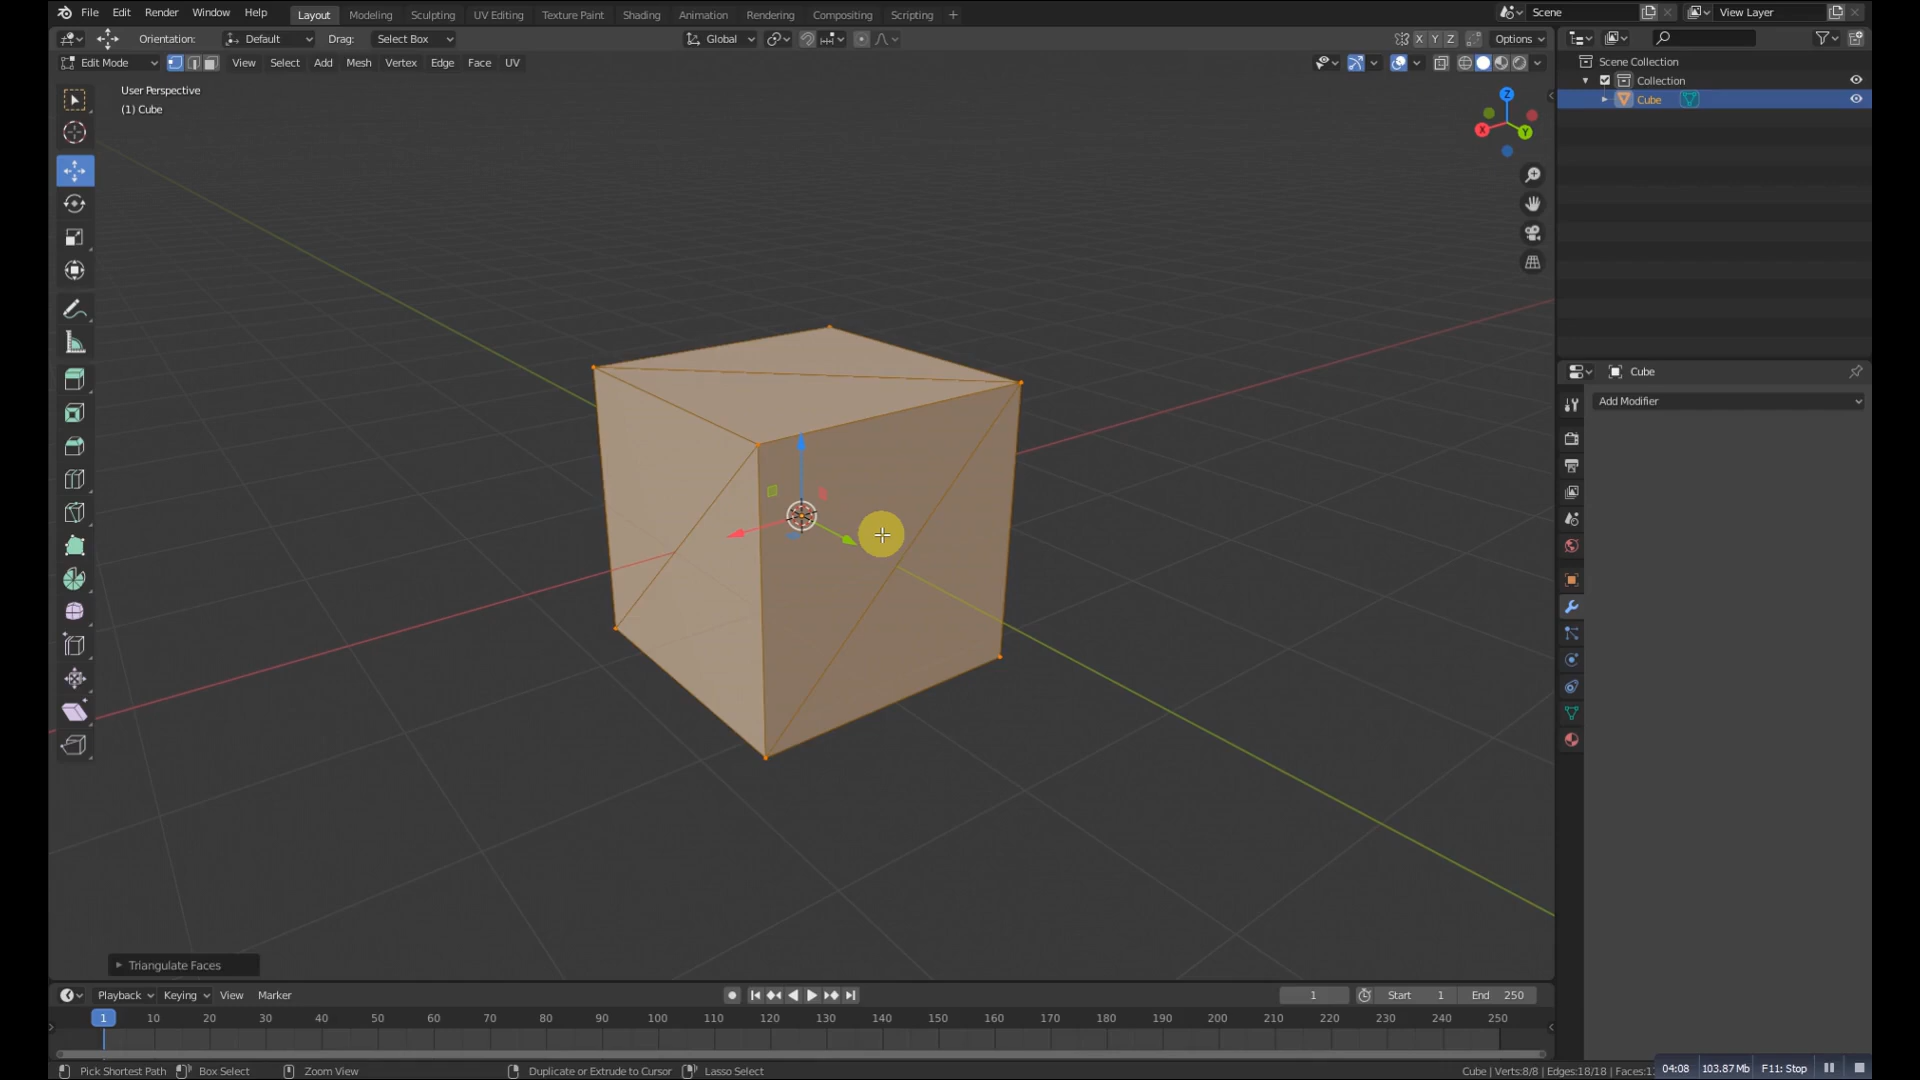 File Edit Render Window Help Layout Modeling Sculpting UV Editing Texture Paint Shading Animation Rendering Compositing Scripting + Scene View Layer
Orientation: Default Drag: Select Box Global X Y Z Options
Edit Mode View Select Add Mesh Vertex Edge Face UV
Scene Collection
Collection
Cube
User Perspective
(1) Cube
Z
X
Y
Cube
Add Modifier
Triangulate Faces
Playback Keying View Marker 1 Start 1 End 250
1 10 20 30 40 50 60 70 80 90 100 110 120 130 140 150 160 170 180 190 200 210 220 230 240 250
Pick Shortest Path Box Select Zoom View Duplicate or Extrude to Cursor Lasso Select Cube | Verts:8/8 | Edges:18/18 | Faces:1 04:08 103.87 Mb F11: Stop